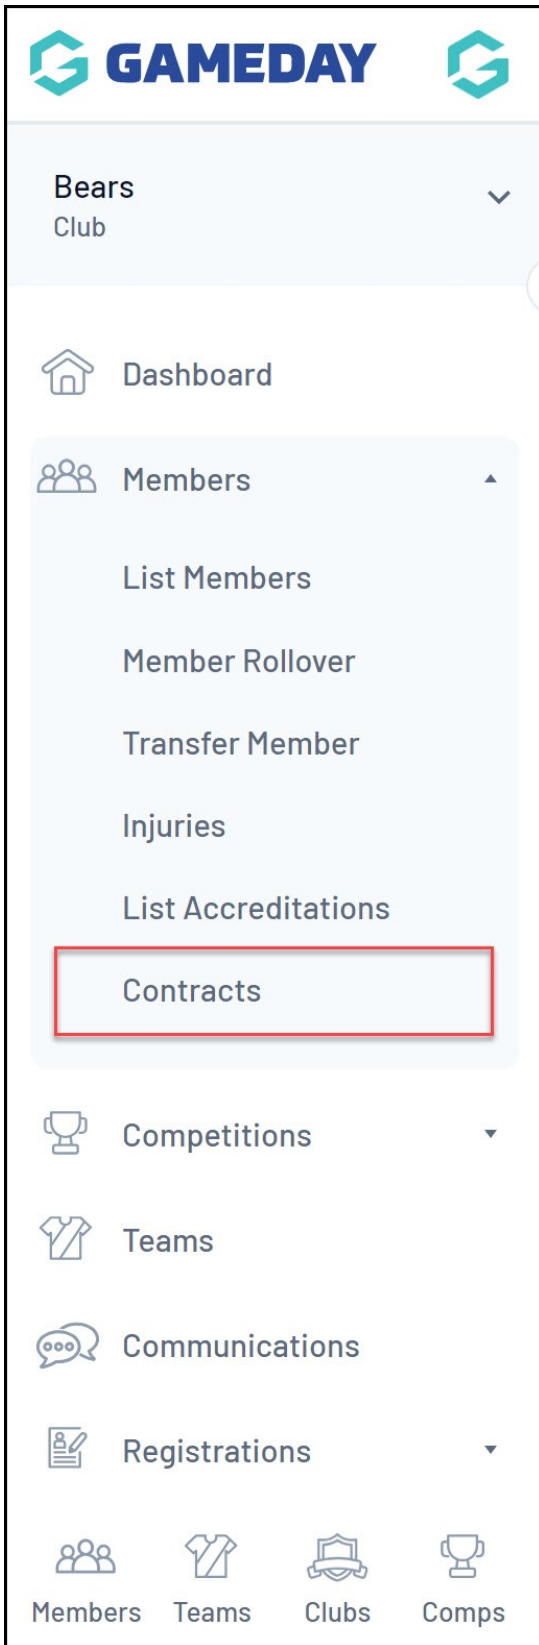 GAMEDAY
Bears
Club
Dashboard
Members
List Members
Member Rollover
Transfer Member
Injuries
List Accreditations
Contracts
Competitions
Teams
Communications
Registrations
Members Teams Clubs Comps